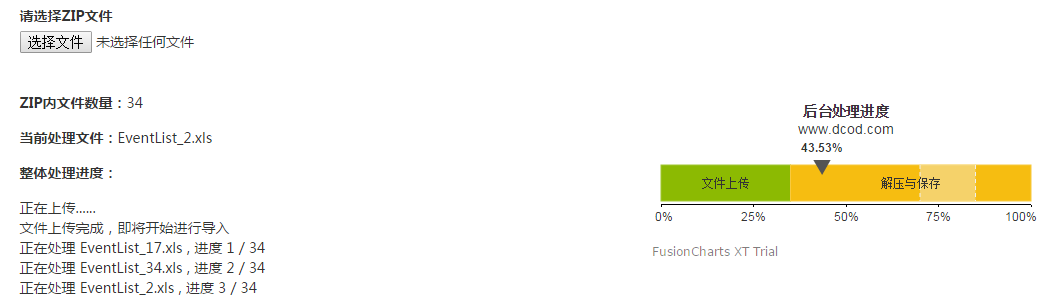 请选择ZIP文件
选择文件 未选择任何文件
ZIP内文件数量：34
当前处理文件：EventList_2.xls
整体处理进度：
正在上传......
文件上传完成，即将开始进行导入
正在处理 EventList_17.xls , 进度 1 / 34
正在处理 EventList_34.xls , 进度 2 / 34
正在处理 EventList_2.xls , 进度 3 / 34
后台处理进度
www.dcod.com
43.53%
文件上传 解压与保存
0% 25% 50% 75% 100%
FusionCharts XT Trial